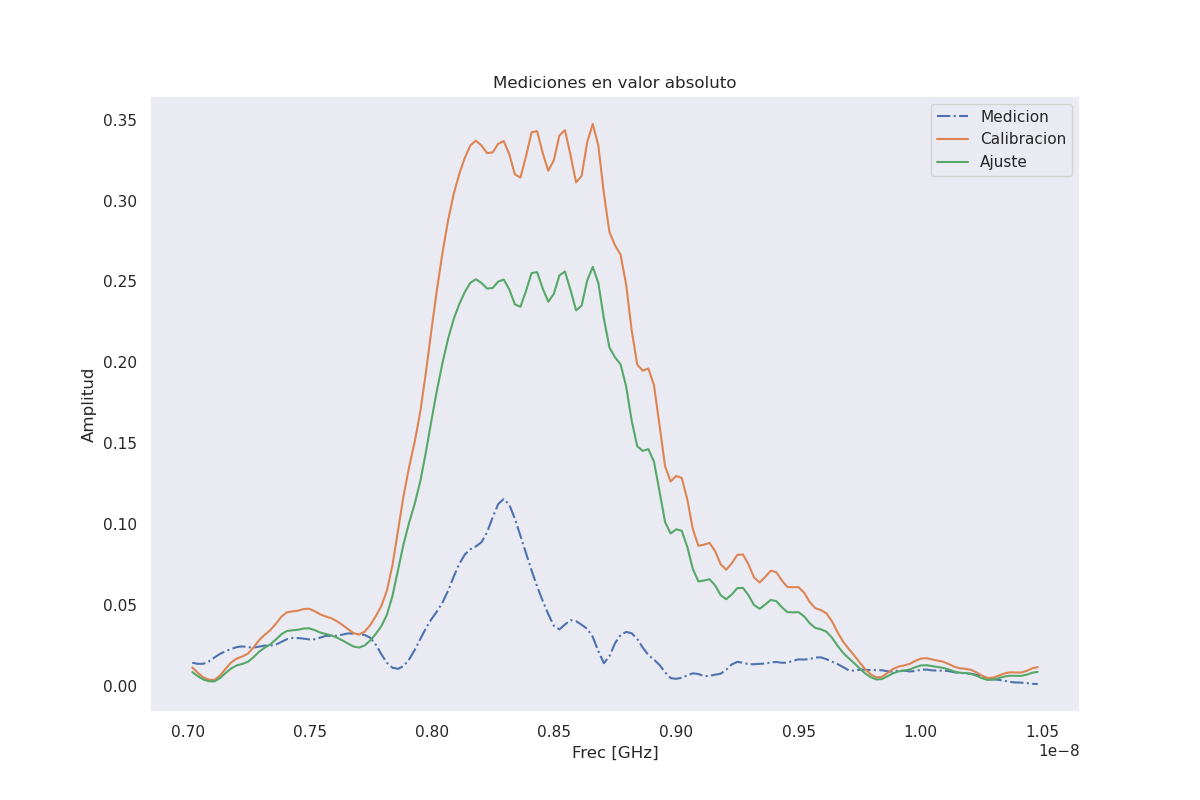 Mediciones en valor absoluto
Medicion
Calibracion
Ajuste
Amplitud
0.35
0.30
0.25
0.20
0.15
0.10
0.05
0.00
0.70 0.75 0.80 0.85 0.90 0.95 1.00 1.05
1e−8
Frec [GHz]